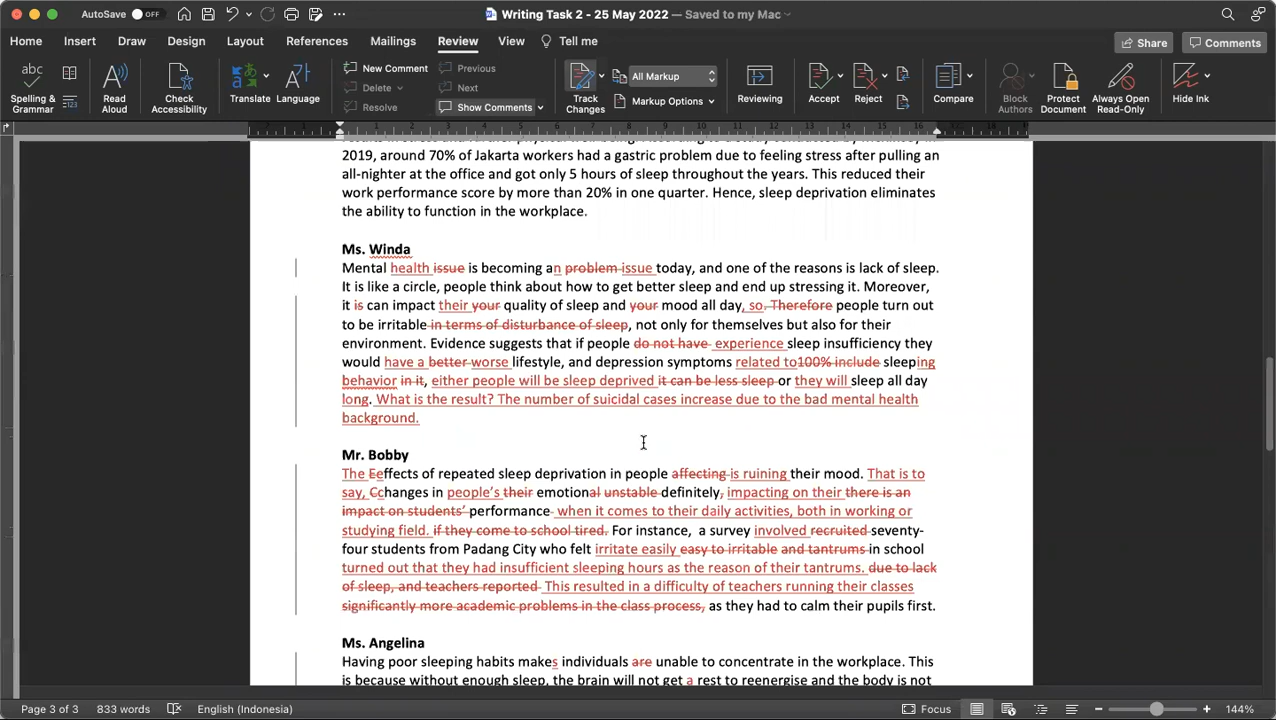 AutoSave OFF Writing Task 2 - 25 May 2022 — Saved to my Mac
Home Insert Draw Design Layout References Mailings Review View Tell me Share Comments
Spelling & Grammar
Read Aloud
Check Accessibility
Translate
Language
New Comment
Delete
Resolve
Previous
Next
Show Comments
Track Changes
All Markup
Markup Options
Reviewing
Accept
Reject
Compare
Block Authors
Protect Document
Always Open Read-Only
Hide Ink
2 1 1 2 3 4 5 6 7 8 9 10 11 12 13 14 15 16 18
2019, around 70% of Jakarta workers had a gastric problem due to feeling stress after pulling an
all-nighter at the office and got only 5 hours of sleep throughout the years. This reduced their
work performance score by more than 20% in one quarter. Hence, sleep deprivation eliminates
the ability to function in the workplace.
Ms. Winda
Mental health issue is becoming an problem issue today, and one of the reasons is lack of sleep.
It is like a circle, people think about how to get better sleep and end up stressing it. Moreover,
it is can impact their your quality of sleep and your mood all day, so. Therefore people turn out
to be irritable in terms of disturbance of sleep, not only for themselves but also for their
environment. Evidence suggests that if people do not have experience sleep insufficiency they
would have a better worse lifestyle, and depression symptoms related to100% include sleeping
behavior in it, either people will be sleep deprived it can be less sleep or they will sleep all day
long. What is the result? The number of suicidal cases increase due to the bad mental health
background.
Mr. Bobby
The Eeffects of repeated sleep deprivation in people affecting is ruining their mood. That is to
say, Cchanges in people's their emotional unstable definitely, impacting on their there is an
impact on students' performance when it comes to their daily activities, both in working or
studying field. if they come to school tired. For instance, a survey involved recruited seventy-
four students from Padang City who felt irritate easily easy to irritable and tantrums in school
turned out that they had insufficient sleeping hours as the reason of their tantrums. due to lack
of sleep, and teachers reported This resulted in a difficulty of teachers running their classes
significantly more academic problems in the class process, as they had to calm their pupils first.
Ms. Angelina
Having poor sleeping habits makes individuals are unable to concentrate in the workplace. This
is because without enough sleep, the brain will not get a rest to reenergise and the body is not
Page 3 of 3 833 words English (Indonesia) Focus 144%